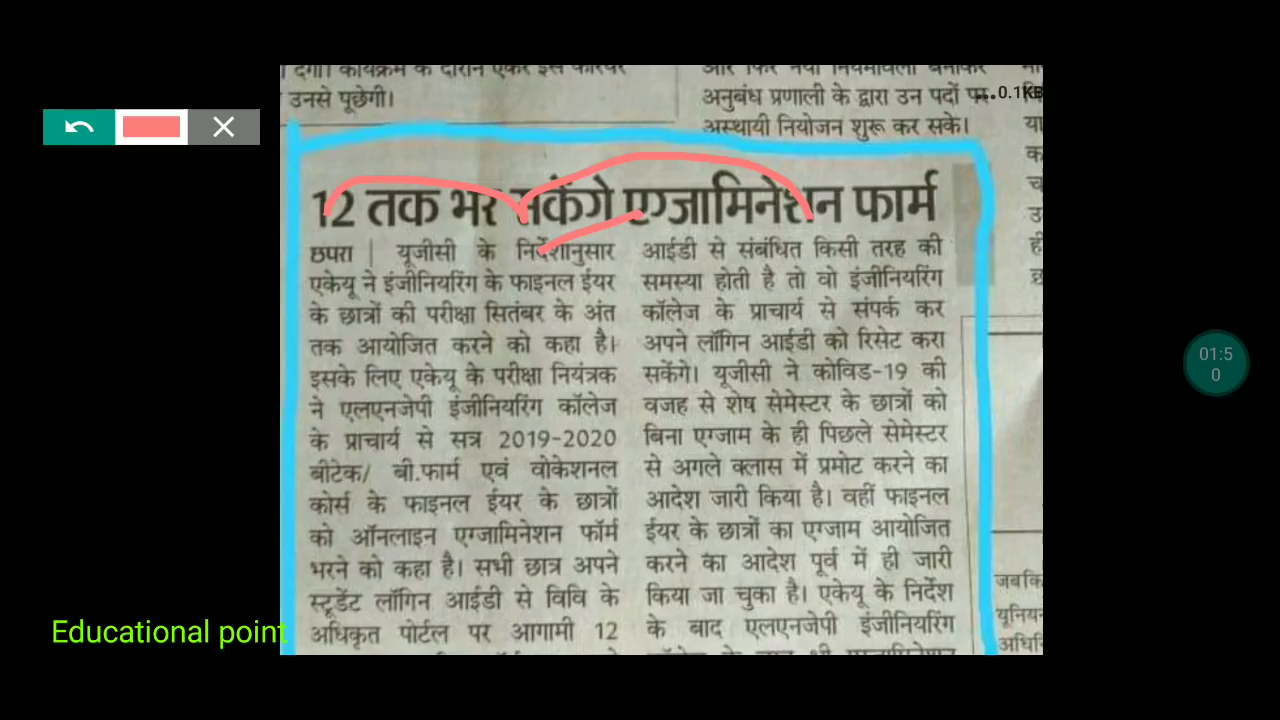 उनसे पूछेगी।
अनुबंध प्रणाली के द्वारा उन पदों पर
अस्थायी नियोजन शुरू कर सके।
...0.1KB
12 तक भर सकेंगे एग्जामिनेशन फार्म
छपरा | यूजीसी के निर्देशानुसार
एकेयू ने इंजीनियरिंग के फाइनल ईयर
के छात्रों की परीक्षा सितंबर के अंत
तक आयोजित करने को कहा है।
इसके लिए एकेयू के परीक्षा नियंत्रक
ने एलएनजेपी इंजीनियरिंग कॉलेज
के प्राचार्य से सत्र 2019-2020
बीटेक/ बी.फार्म एवं वोकेशनल
कोर्स के फाइनल ईयर के छात्रों
को ऑनलाइन एग्जामिनेशन फॉर्म
भरने को कहा है। सभी छात्र अपने
स्टूडेंट लॉगिन आईडी से विवि के
अधिकृत पोर्टल पर आगामी 12
आईडी से संबंधित किसी तरह की
समस्या होती है तो वो इंजीनियरिंग
कॉलेज के प्राचार्य से संपर्क कर
अपने लॉगिन आईडी को रिसेट करा
सकेंगे। यूजीसी ने कोविड-19 की
वजह से शेष सेमेस्टर के छात्रों को
बिना एग्जाम के ही पिछले सेमेस्टर
से अगले क्लास में प्रमोट करने का
आदेश जारी किया है। वहीं फाइनल
ईयर के छात्रों का एग्जाम आयोजित
करने का आदेश पूर्व में ही जारी
किया जा चुका है। एकेयू के निर्देश
के बाद एलएनजेपी इंजीनियरिंग
जबकि
01:5
0
Educational point